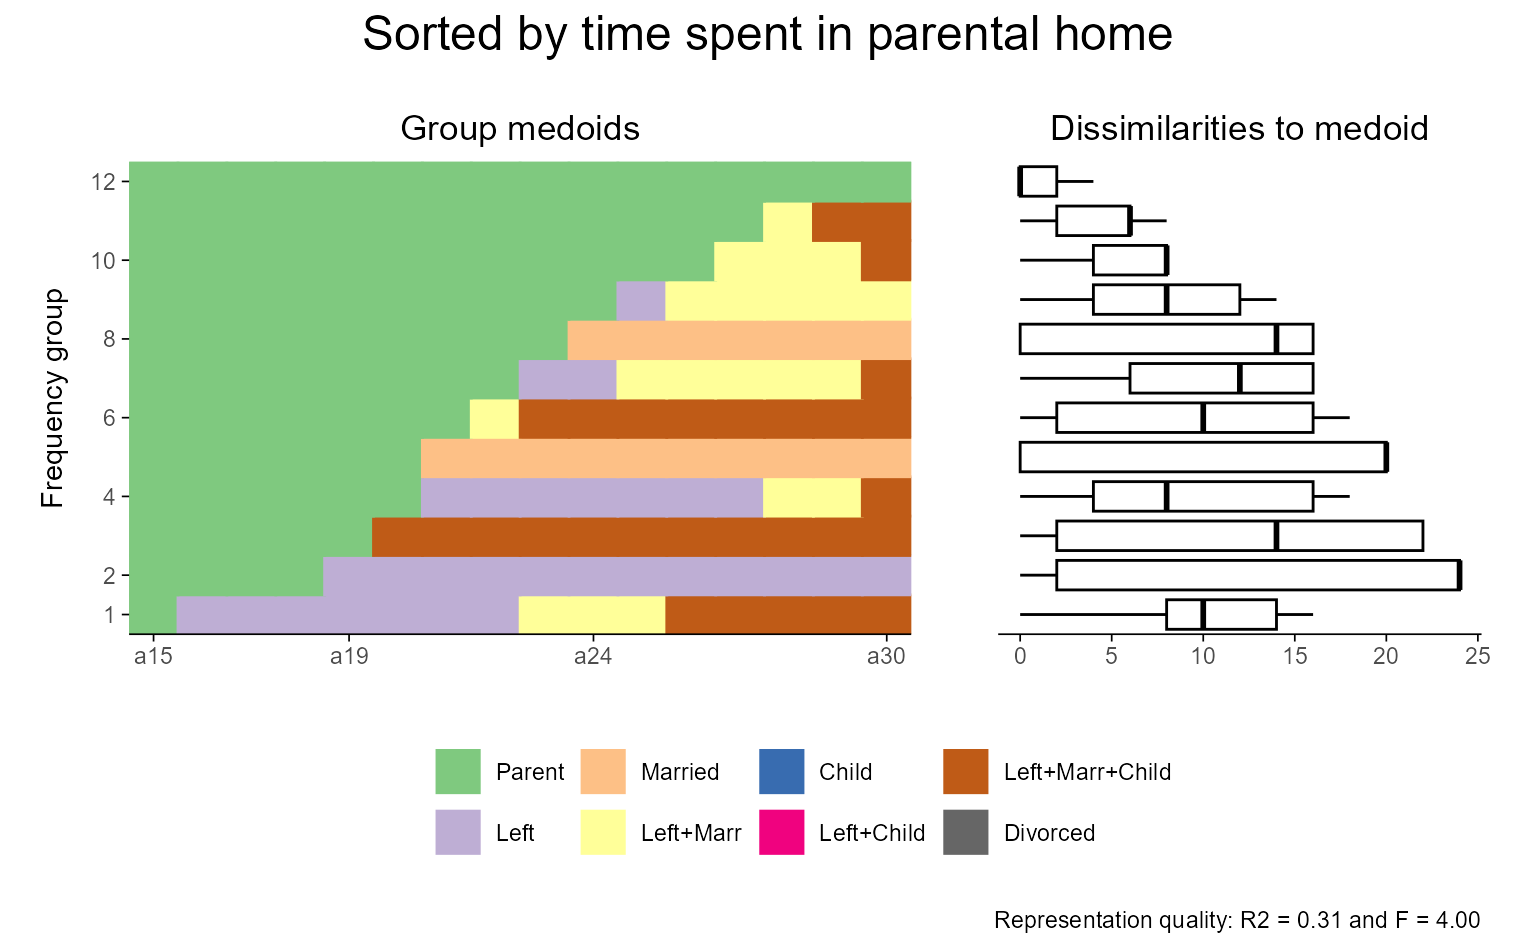 Sorted by time spent in parental home
Group medoids
Dissimilarities to medoid
Frequency group
12
10
8
6
4
2
1
a15 a19 a24 a30
0 5 10 15 20 25
Parent Married Child Left+Marr+Child
Left Left+Marr Left+Child Divorced
Representation quality: R2 = 0.31 and F = 4.00